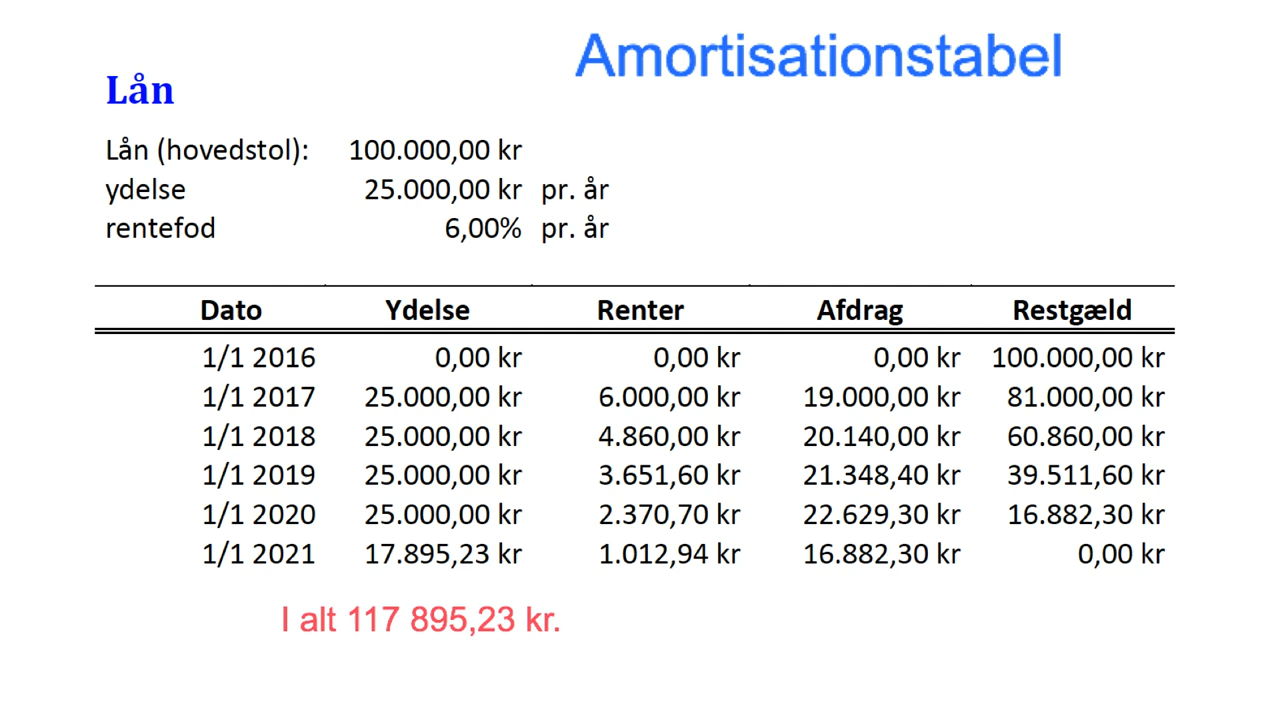 Amortisationstabel
Lån
Lån (hovedstol): 100.000,00 kr
ydelse 25.000,00 kr pr. år
rentefod 6,00% pr. år
Dato Ydelse Renter Afdrag Restgæld
1/1 2016 0,00 kr 0,00 kr 0,00 kr 100.000,00 kr
1/1 2017 25.000,00 kr 6.000,00 kr 19.000,00 kr 81.000,00 kr
1/1 2018 25.000,00 kr 4.860,00 kr 20.140,00 kr 60.860,00 kr
1/1 2019 25.000,00 kr 3.651,60 kr 21.348,40 kr 39.511,60 kr
1/1 2020 25.000,00 kr 2.370,70 kr 22.629,30 kr 16.882,30 kr
1/1 2021 17.895,23 kr 1.012,94 kr 16.882,30 kr 0,00 kr
I alt 117 895,23 kr.